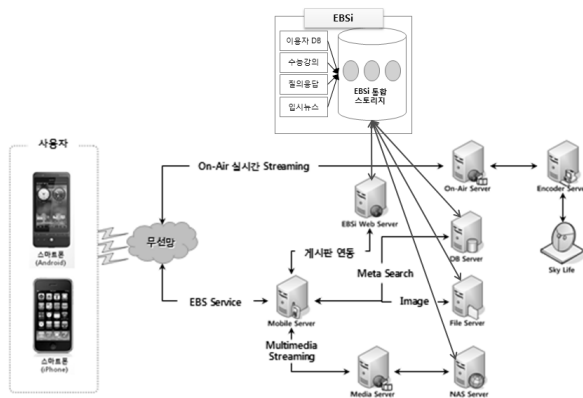 EBSi
이용자 DB
수능강의
질의응답
입시뉴스
EBSi 통합
스토리지
사용자
On-Air 실시간 Streaming
On-Air Server
Encoder Server
EBSi Web Server
스마트폰
(Android)
무선망
게시판 연동
DB Server
Sky Life
Meta Search
EBS Service
Mobile Server
Image
File Server
스마트폰
(iPhone)
Multimedia
Streaming
Media Server
NAS Server